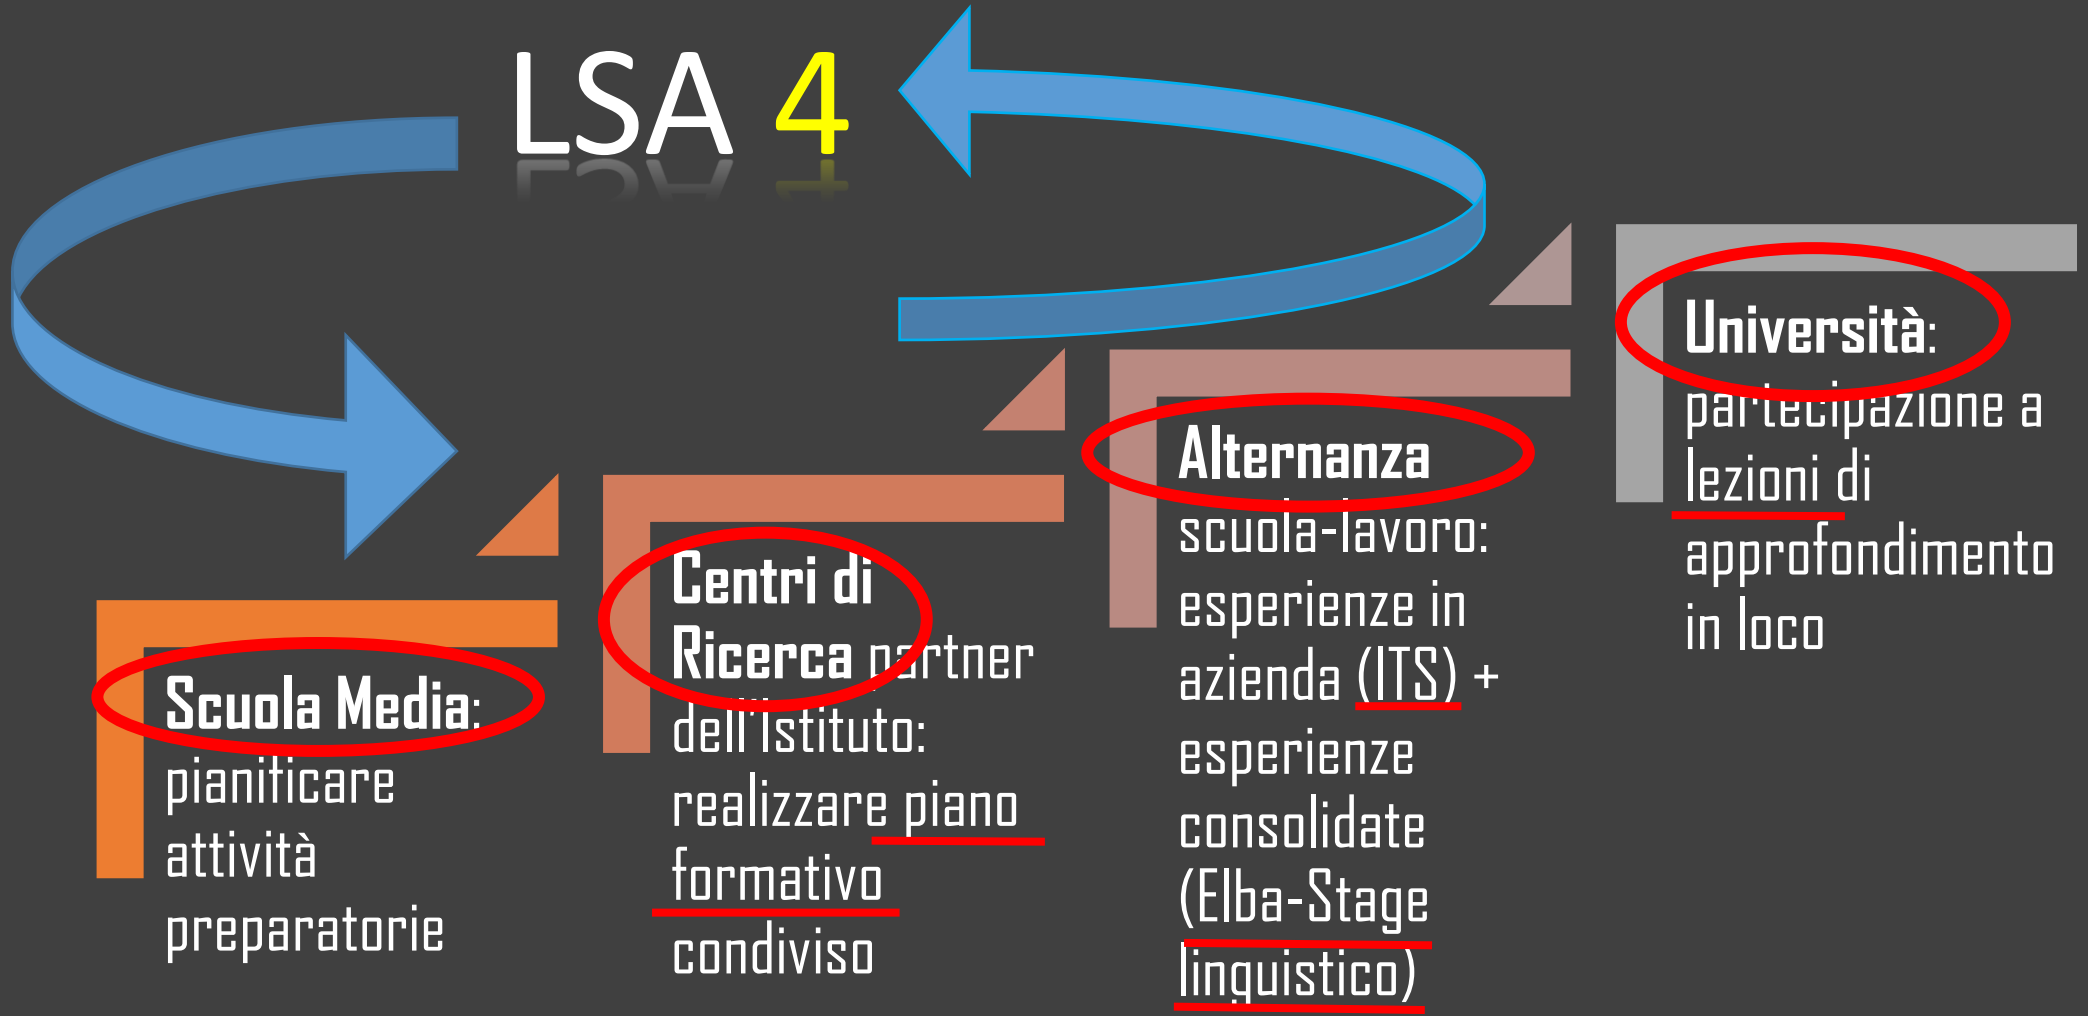 LSA 4
Scuola Media:
pianificare
attività
preparatorie
Centri di
Ricerca partner
dell'Istituto:
realizzare piano
formativo
condiviso
Alternanza
scuola-lavoro:
esperienze in
azienda (ITS) +
esperienze
consolidate
(Elba-Stage
linguistico)
Università:
partecipazione a
lezioni di
approfondimento
in loco